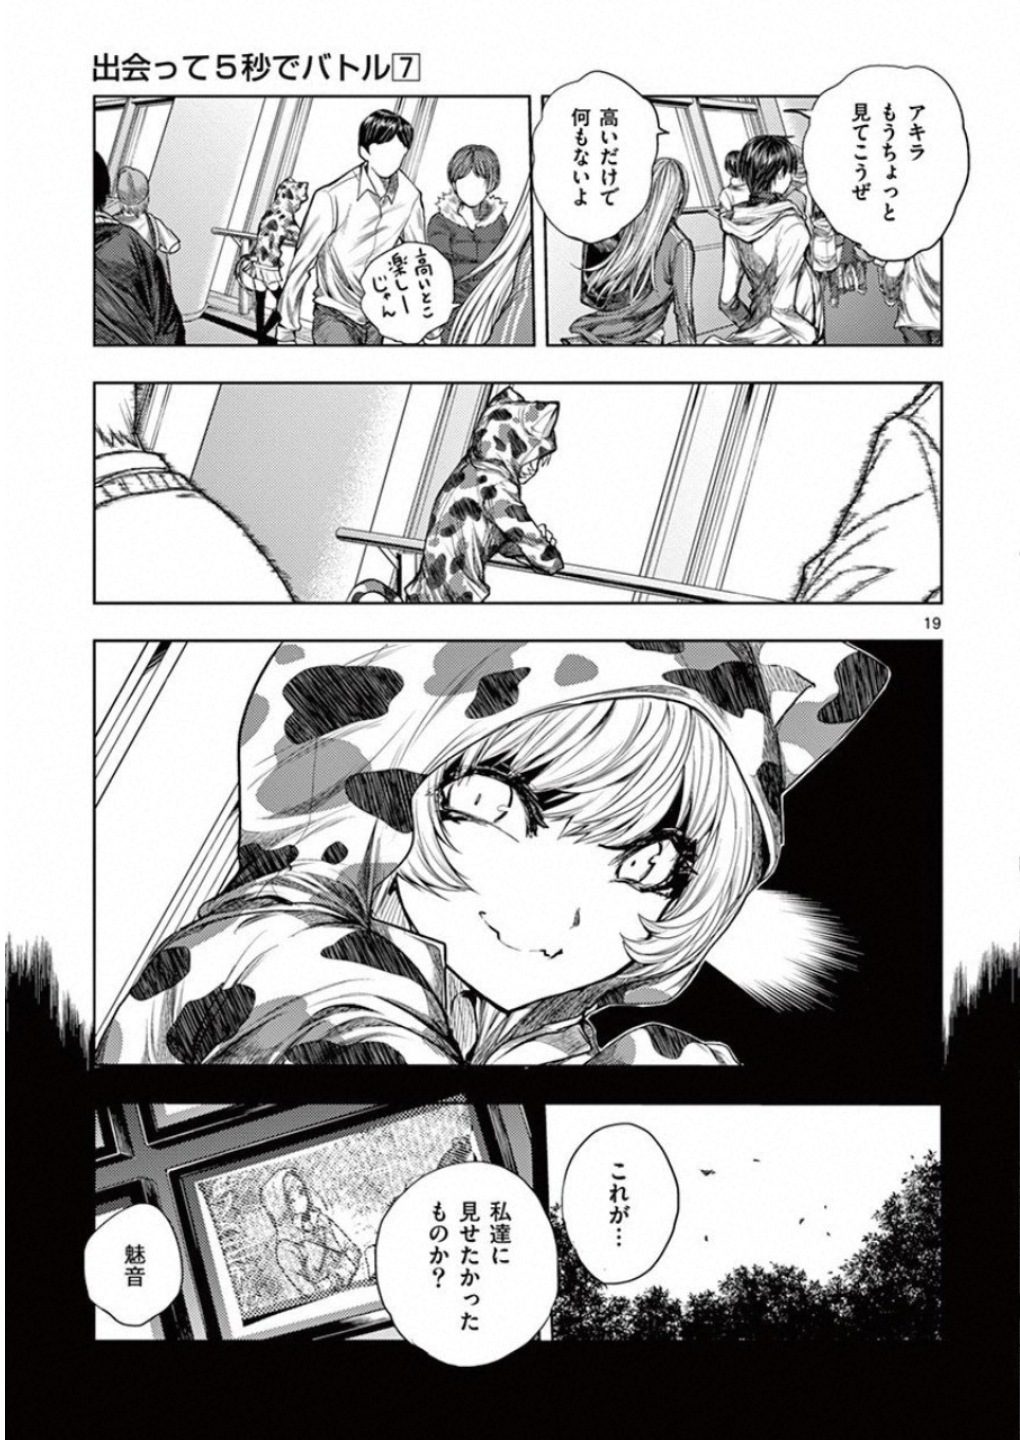 出会って5秒でバトル7
アキラ
もうちょっと
見てこうぜ
高いだけで
何もないよ
高いとこ
楽しー
じゃん
19
これが…
私達に
見せたかった
ものか?
魅音